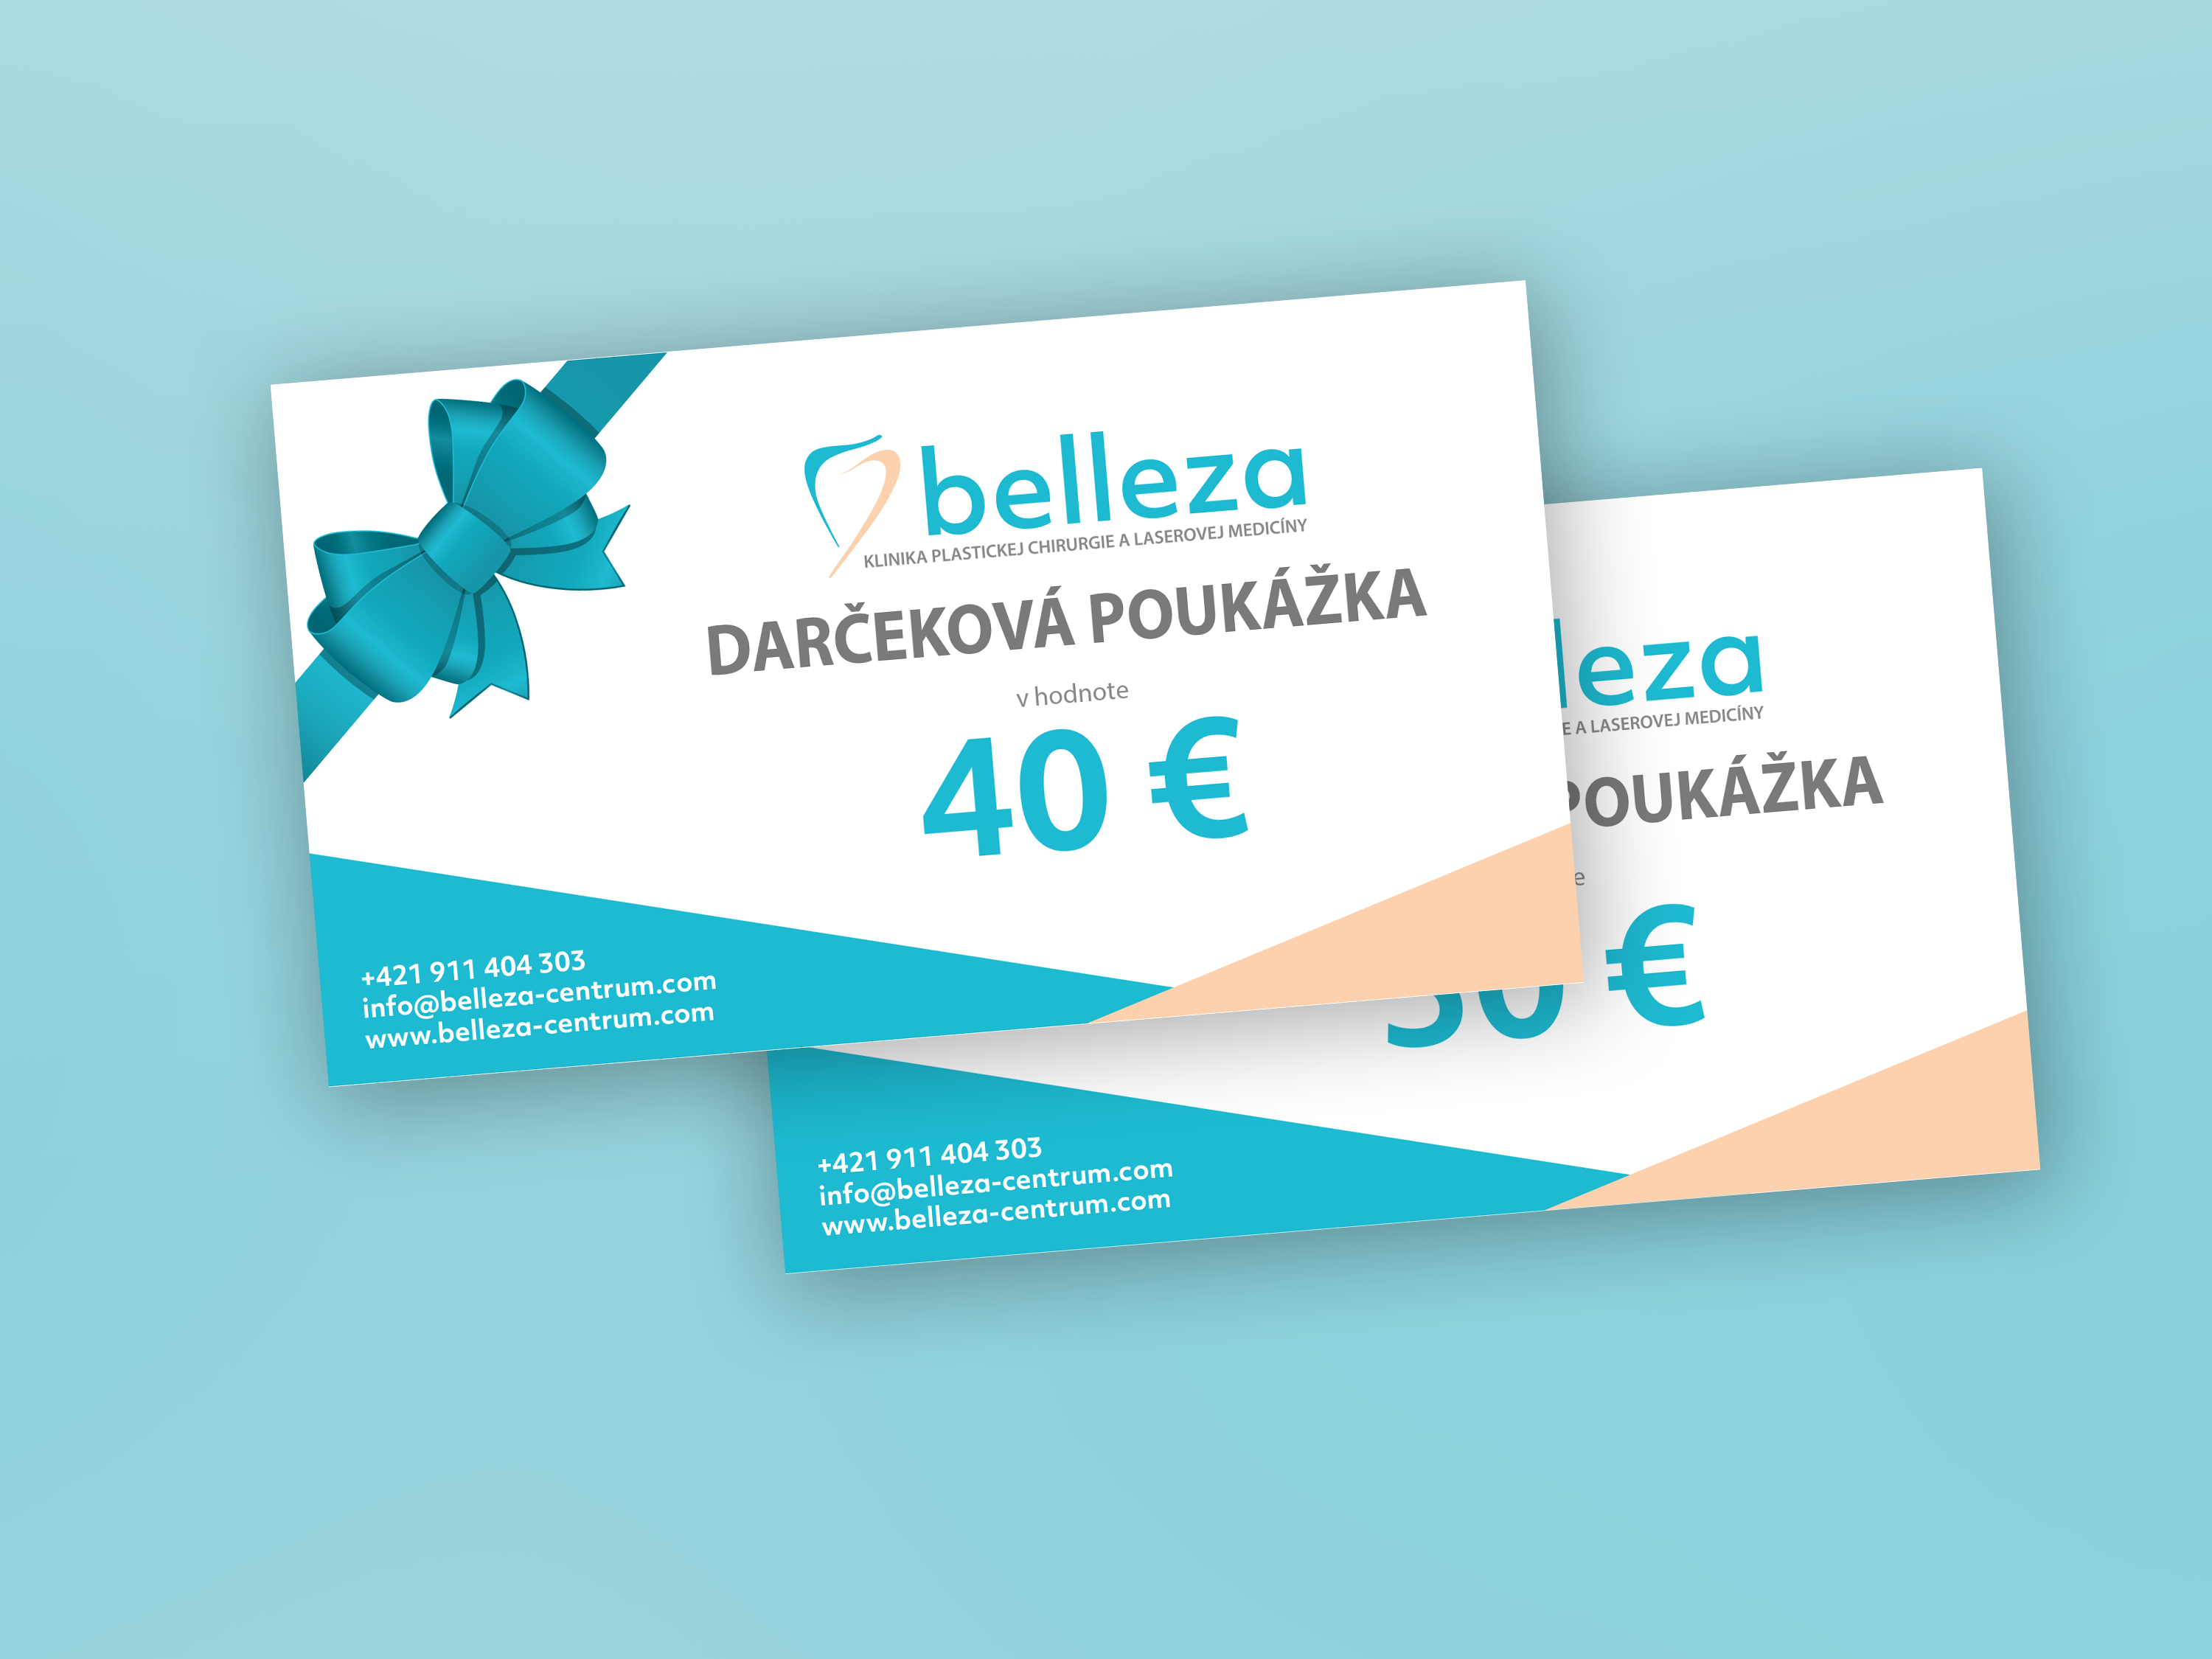 belleza
KLINIKA PLASTICKEJ CHIRURGIE A LASEROVEJ MEDICÍNY
DARČEKOVÁ POUKÁŽKA
v hodnote
40 €
+421 911 404 303
info@belleza-centrum.com
www.belleza-centrum.com
A LASEROVEJ MEDICÍNY
POUKÁŽKA
€
+421 911 404 303
info@belleza-centrum.com
www.belleza-centrum.com